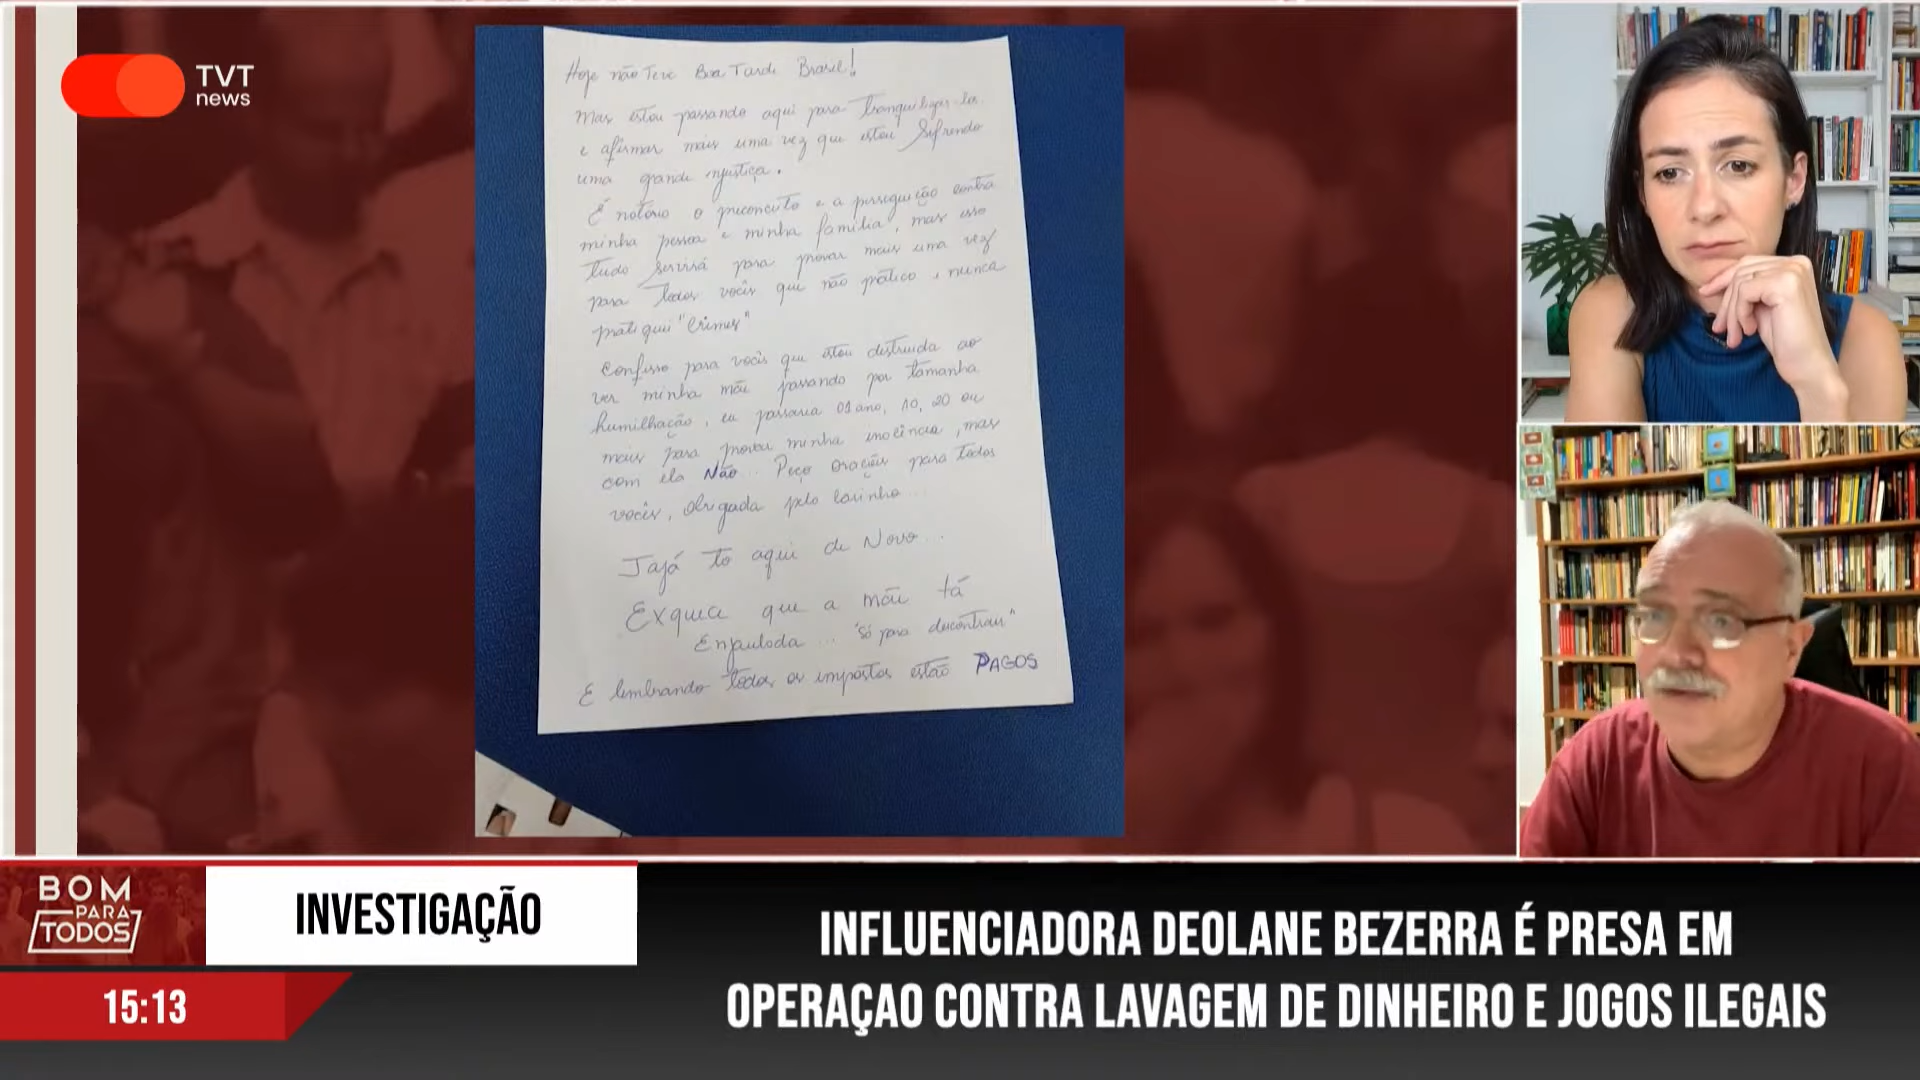 TVT
news
Hoje não Teve Boa Tarde Brasil!
Mas estou passando aqui para Tranquilizar-los
e afirmar mais uma vez que estou Sofrendo
uma grande injustiça.
É notório o preconceito e a perseguição contra
minha pessoa e minha família, mas isso
tudo Servirá para provar mais uma vez
para todos vocês que não pratico e nunca
pratiquei "Crimes"
Confesso para vocês que estou destruida ao
ver minha mãe passando por tamanha
humilhação, eu passaria 01 ano, 10, 20 ou
mais para provar minha inocência, mas
com ela Não... Peço orações para todos
vocês, Obrigada pelo Carinho...
Jajá to aqui de Novo...
Exquea que a mãe tá
Enjaulada... "só para descontrair"
E lembrando todos os impostos estão PAGOS
BOM
PARA
TODOS
INVESTIGAÇÃO
15:13
INFLUENCIADORA DEOLANE BEZERRA É PRESA EM
OPERAÇAO CONTRA LAVAGEM DE DINHEIRO E JOGOS ILEGAIS